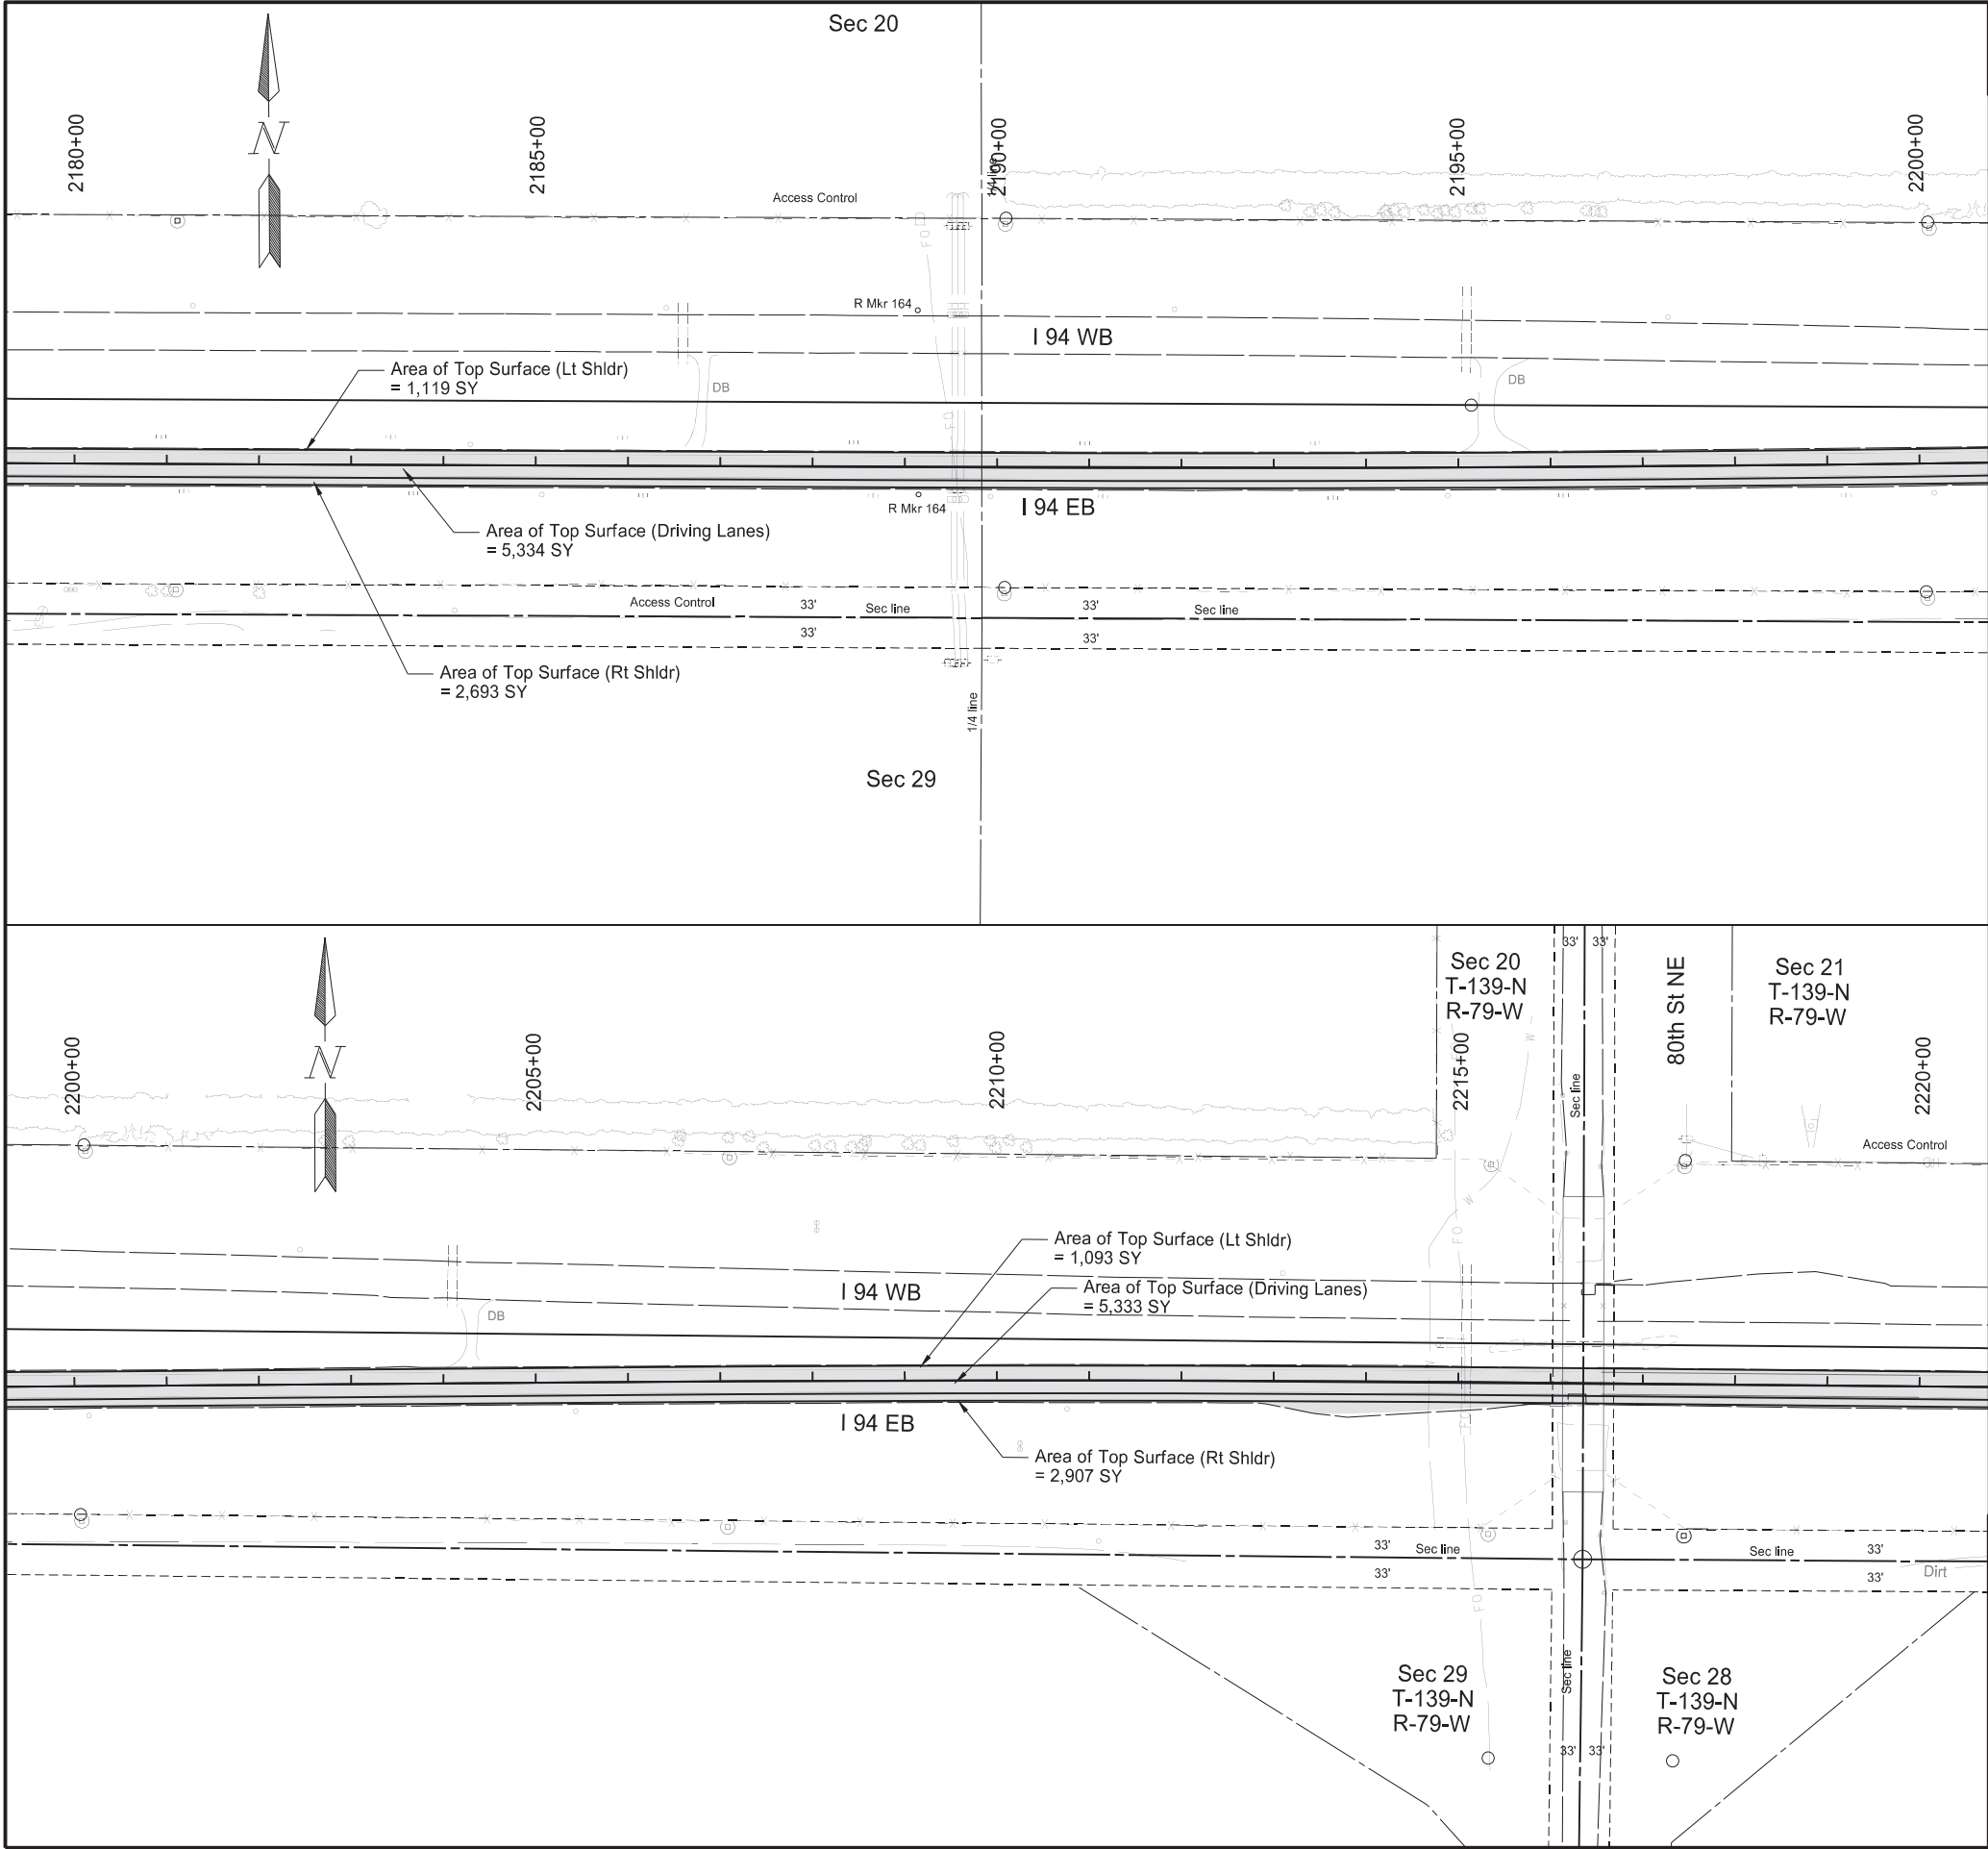 Sec 20
2180+00
2185+00
2190+00
2195+00
2200+00
N
1/4 line
Access Control
FO
R Mkr 164
I 94 WB
Area of Top Surface (Lt Shldr)
= 1,119 SY
DB
DB
FO
R Mkr 164
I 94 EB
Area of Top Surface (Driving Lanes)
= 5,334 SY
Access Control
33'
Sec line
33'
Sec line
33'
33'
Area of Top Surface (Rt Shldr)
= 2,693 SY
1/4 line
Sec 29
33'
33'
Sec 20
T-139-N
R-79-W
80th St NE
Sec 21
T-139-N
R-79-W
2200+00
2205+00
2210+00
2215+00
2220+00
N
W
Sec line
Access Control
W
FO
Area of Top Surface (Lt Shldr)
= 1,093 SY
I 94 WB
Area of Top Surface (Driving Lanes)
= 5,333 SY
DB
I 94 EB
Area of Top Surface (Rt Shldr)
= 2,907 SY
33'
Sec line
Sec line
33'
33'
33'
Dirt
FO
Sec line
Sec 29
T-139-N
R-79-W
Sec 28
T-139-N
R-79-W
33'
33'